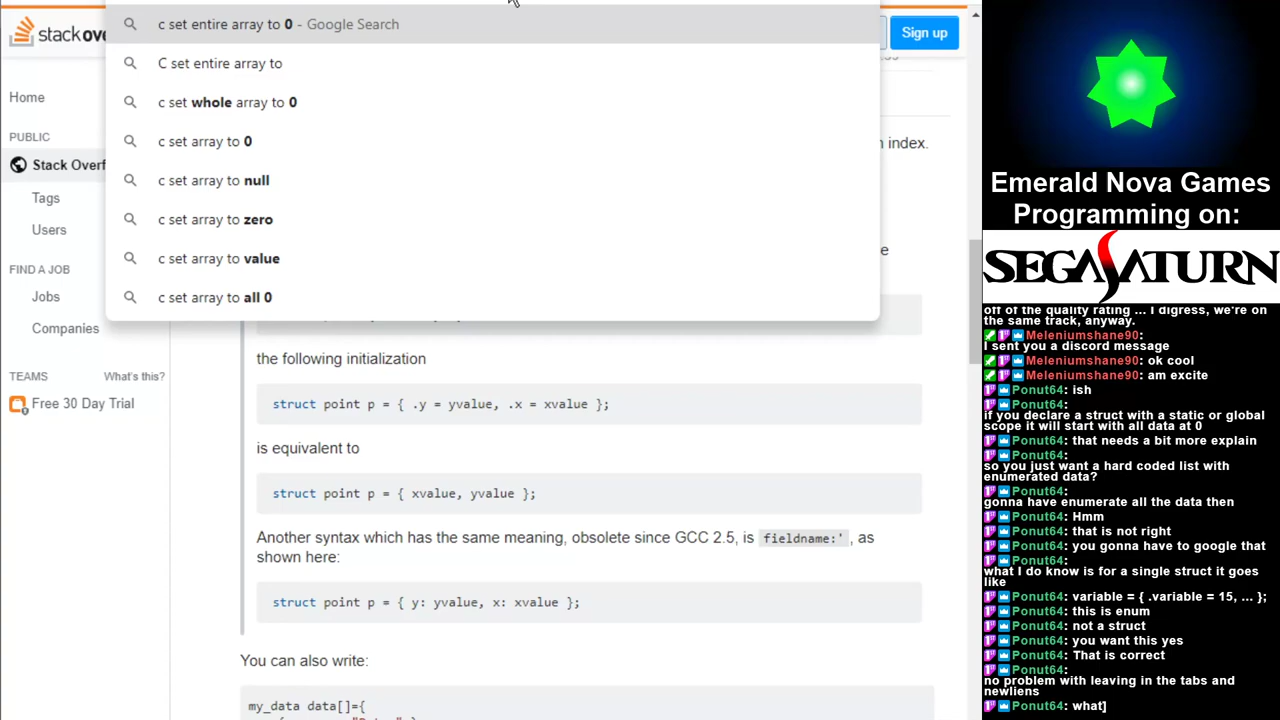 c set entire array to 0 - Google Search
C set entire array to
c set whole array to 0
c set array to 0
c set array to null
c set array to zero
c set array to value
c set array to all 0
stack ove
Sign up
Home
PUBLIC
Stack Overf
Tags
Users
FIND A JOB
Jobs
Companies
TEAMS What's this?
Free 30 Day Trial
n index.
e
the following initialization
struct point p = { .y = yvalue, .x = xvalue };
is equivalent to
struct point p = { xvalue, yvalue };
Another syntax which has the same meaning, obsolete since GCC 2.5, is fieldname:' , as
shown here:
struct point p = { y: yvalue, x: xvalue };
You can also write:
my_data data[]={
Emerald Nova Games
Programming on:
SEGA SATURN
off of the quality rating ... I digress, we're on
the same track, anyway.
Meleniumshane90:
I sent you a discord message
Meleniumshane90: ok cool
Meleniumshane90: am excite
Ponut64: ish
Ponut64:
if you declare a struct with a static or global
scope it will start with all data at 0
Ponut64: that needs a bit more explain
Ponut64:
so you just want a hard coded list with
enumerated data?
Ponut64:
gonna have enumerate all the data then
Ponut64: Hmm
Ponut64: that is not right
Ponut64: you gonna have to google that
Ponut64:
what I do know is for a single struct it goes
like
Ponut64: variable = { .variable = 15, ... };
Ponut64: this is enum
Ponut64: not a struct
Ponut64: you want this yes
Ponut64: That is correct
Ponut64:
no problem with leaving in the tabs and
newliens
Ponut64: what]